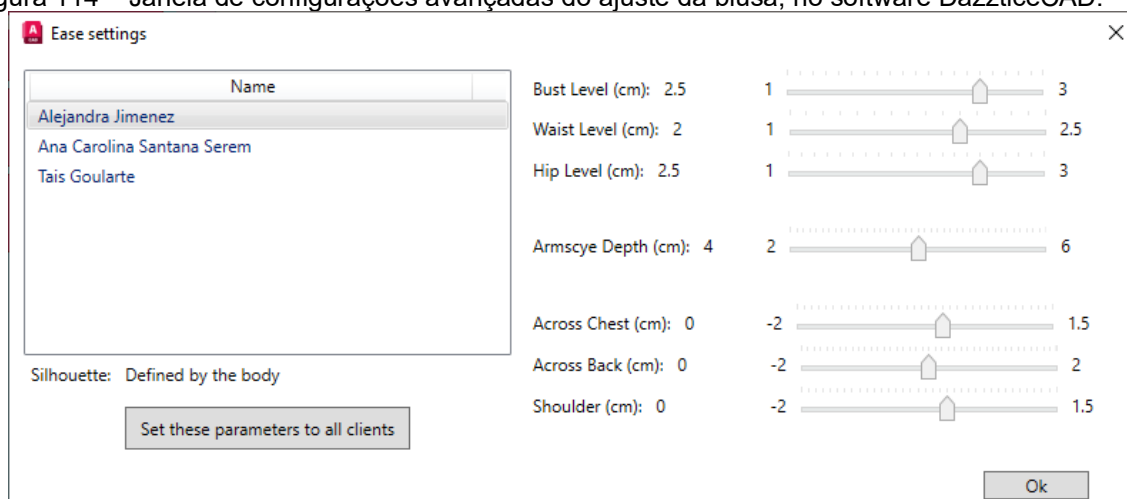 gura 114 – Janela de configurações avançadas do ajuste da blusa, no software DazzticeCAD.
Ease settings
Name
Alejandra Jimenez
Ana Carolina Santana Serem
Tais Goularte
Silhouette: Defined by the body
Set these parameters to all clients
Bust Level (cm): 2.5 1 3
Waist Level (cm): 2 1 2.5
Hip Level (cm): 2.5 1 3
Armscye Depth (cm): 4 2 6
Across Chest (cm): 0 -2 1.5
Across Back (cm): 0 -2 2
Shoulder (cm): 0 -2 1.5
Ok